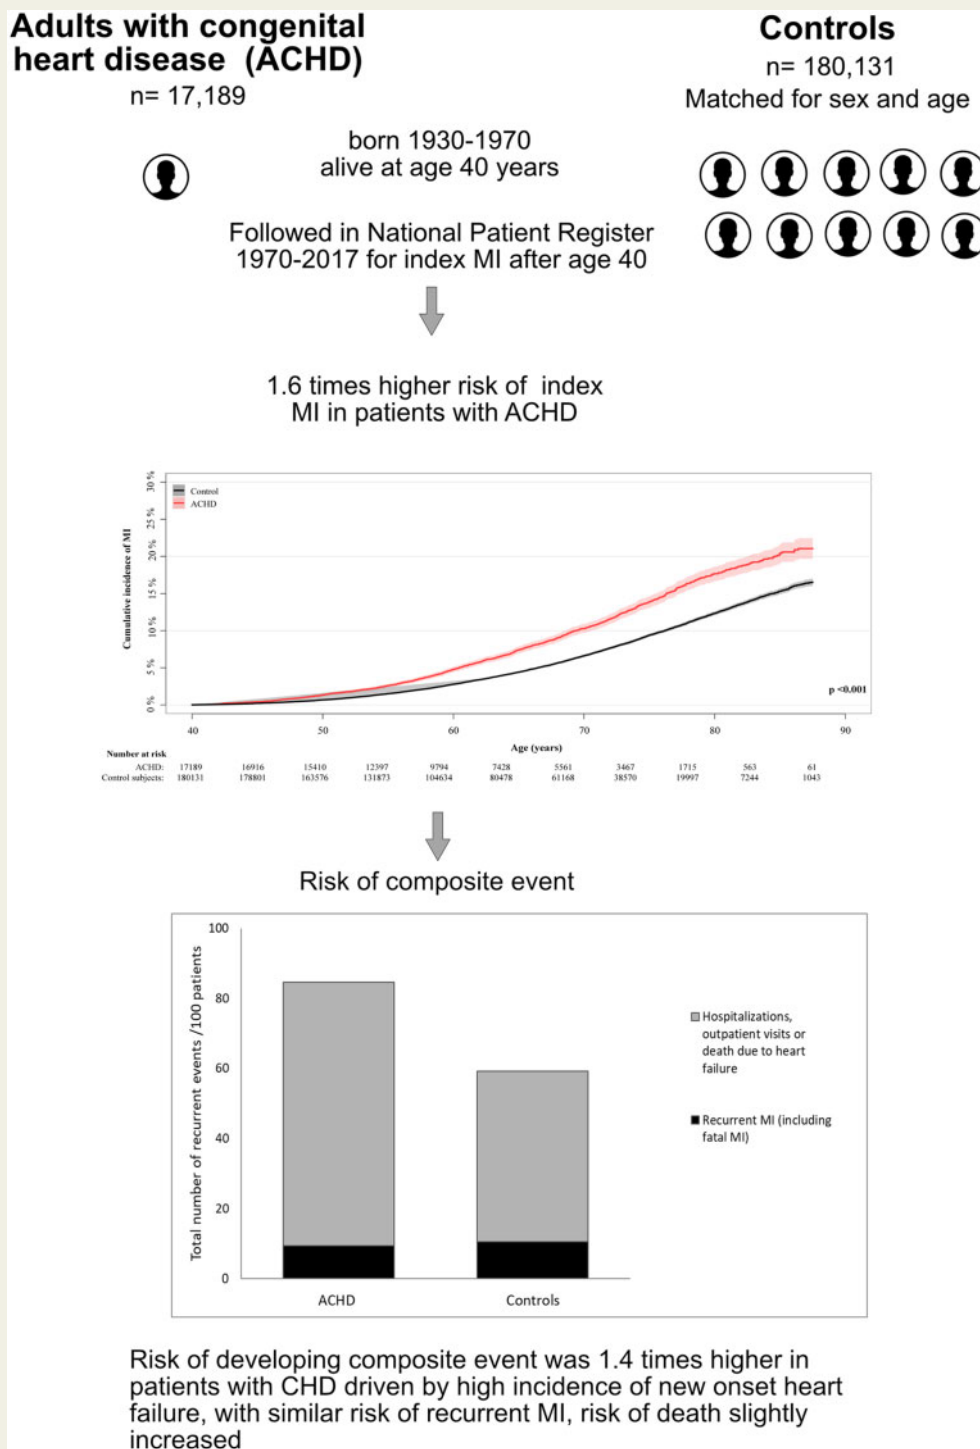 Adults with congenital
heart disease (ACHD)
n= 17,189
Controls
n= 180,131
Matched for sex and age
born 1930-1970
alive at age 40 years
Followed in National Patient Register
1970-2017 for index MI after age 40
1.6 times higher risk of index
MI in patients with ACHD
Cumulative incidence of MI
30 %
25 %
20 %
15 %
10 %
5 %
0 %
Control
ACHD
p <0.001
40 50 60 70 80 90
Age (years)
Number at risk
ACHD: 17189 16916 15410 12397 9794 7428 5561 3467 1715 563 61
Control subjects: 180131 178801 163576 131873 104634 80478 61168 38570 19997 7244 1043
Risk of composite event
Total number of recurrent events /100 patients
100
80
60
40
20
0
ACHD Controls
Hospitalizations,
outpatient visits or
death due to heart
failure
Recurrent MI (including
fatal MI)
Risk of developing composite event was 1.4 times higher in
patients with CHD driven by high incidence of new onset heart
failure, with similar risk of recurrent MI, risk of death slightly
increased